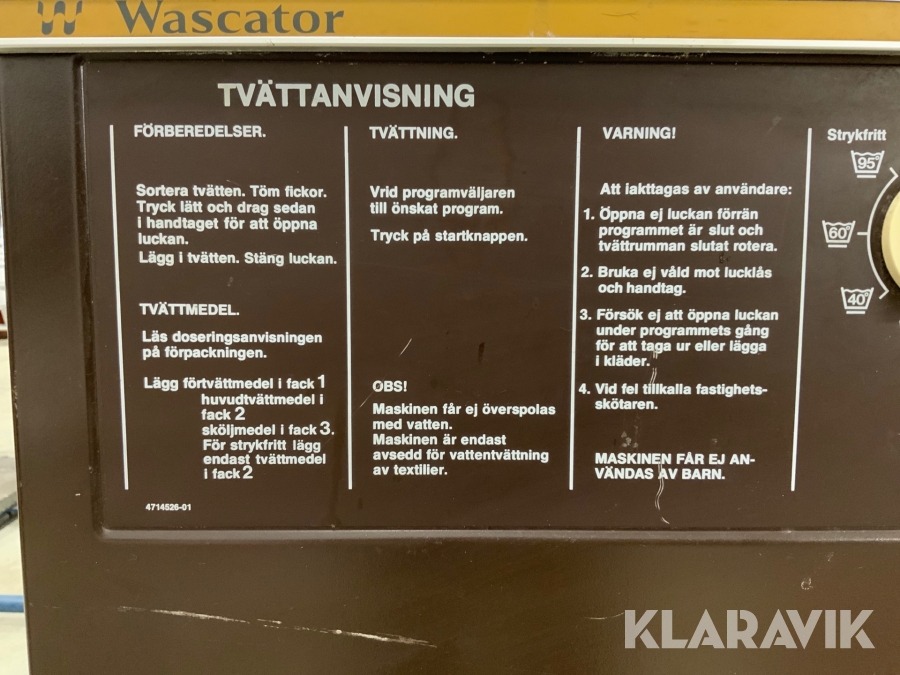 Wascator
TVÄTTANVISNING
FÖRBEREDELSER.
Sortera tvätten. Töm fickor.
Tryck lätt och drag sedan
i handtaget för att öppna
luckan.
Lägg i tvätten. Stäng luckan.
TVÄTTMEDEL.
Läs doseringsanvisningen
på förpackningen.
Lägg förtvättmedel i fack 1
huvudtvättmedel i
fack 2
sköljmedel i fack 3.
För strykfritt lägg
endast tvättmedel
i fack 2
4714526-01
TVÄTTNING.
Vrid programväljaren
till önskat program.
Tryck på startknappen.
OBS!
Maskinen får ej överspolas
med vatten.
Maskinen är endast
avsedd för vattentvättning
av textilier.
VARNING!
Att iakttagas av användare:
1. Öppna ej luckan förrän
programmet är slut och
tvättrumman slutat rotera.
2. Bruka ej våld mot lucklås
och handtag.
3. Försök ej att öppna luckan
under programmets gång
för att taga ur eller lägga
i kläder.
4. Vid fel tillkalla fastighets-
skötaren.
MASKINEN FÅR EJ AN-
VÄNDAS AV BARN.
Strykfritt
95°
60°
40°
KLARAVIK